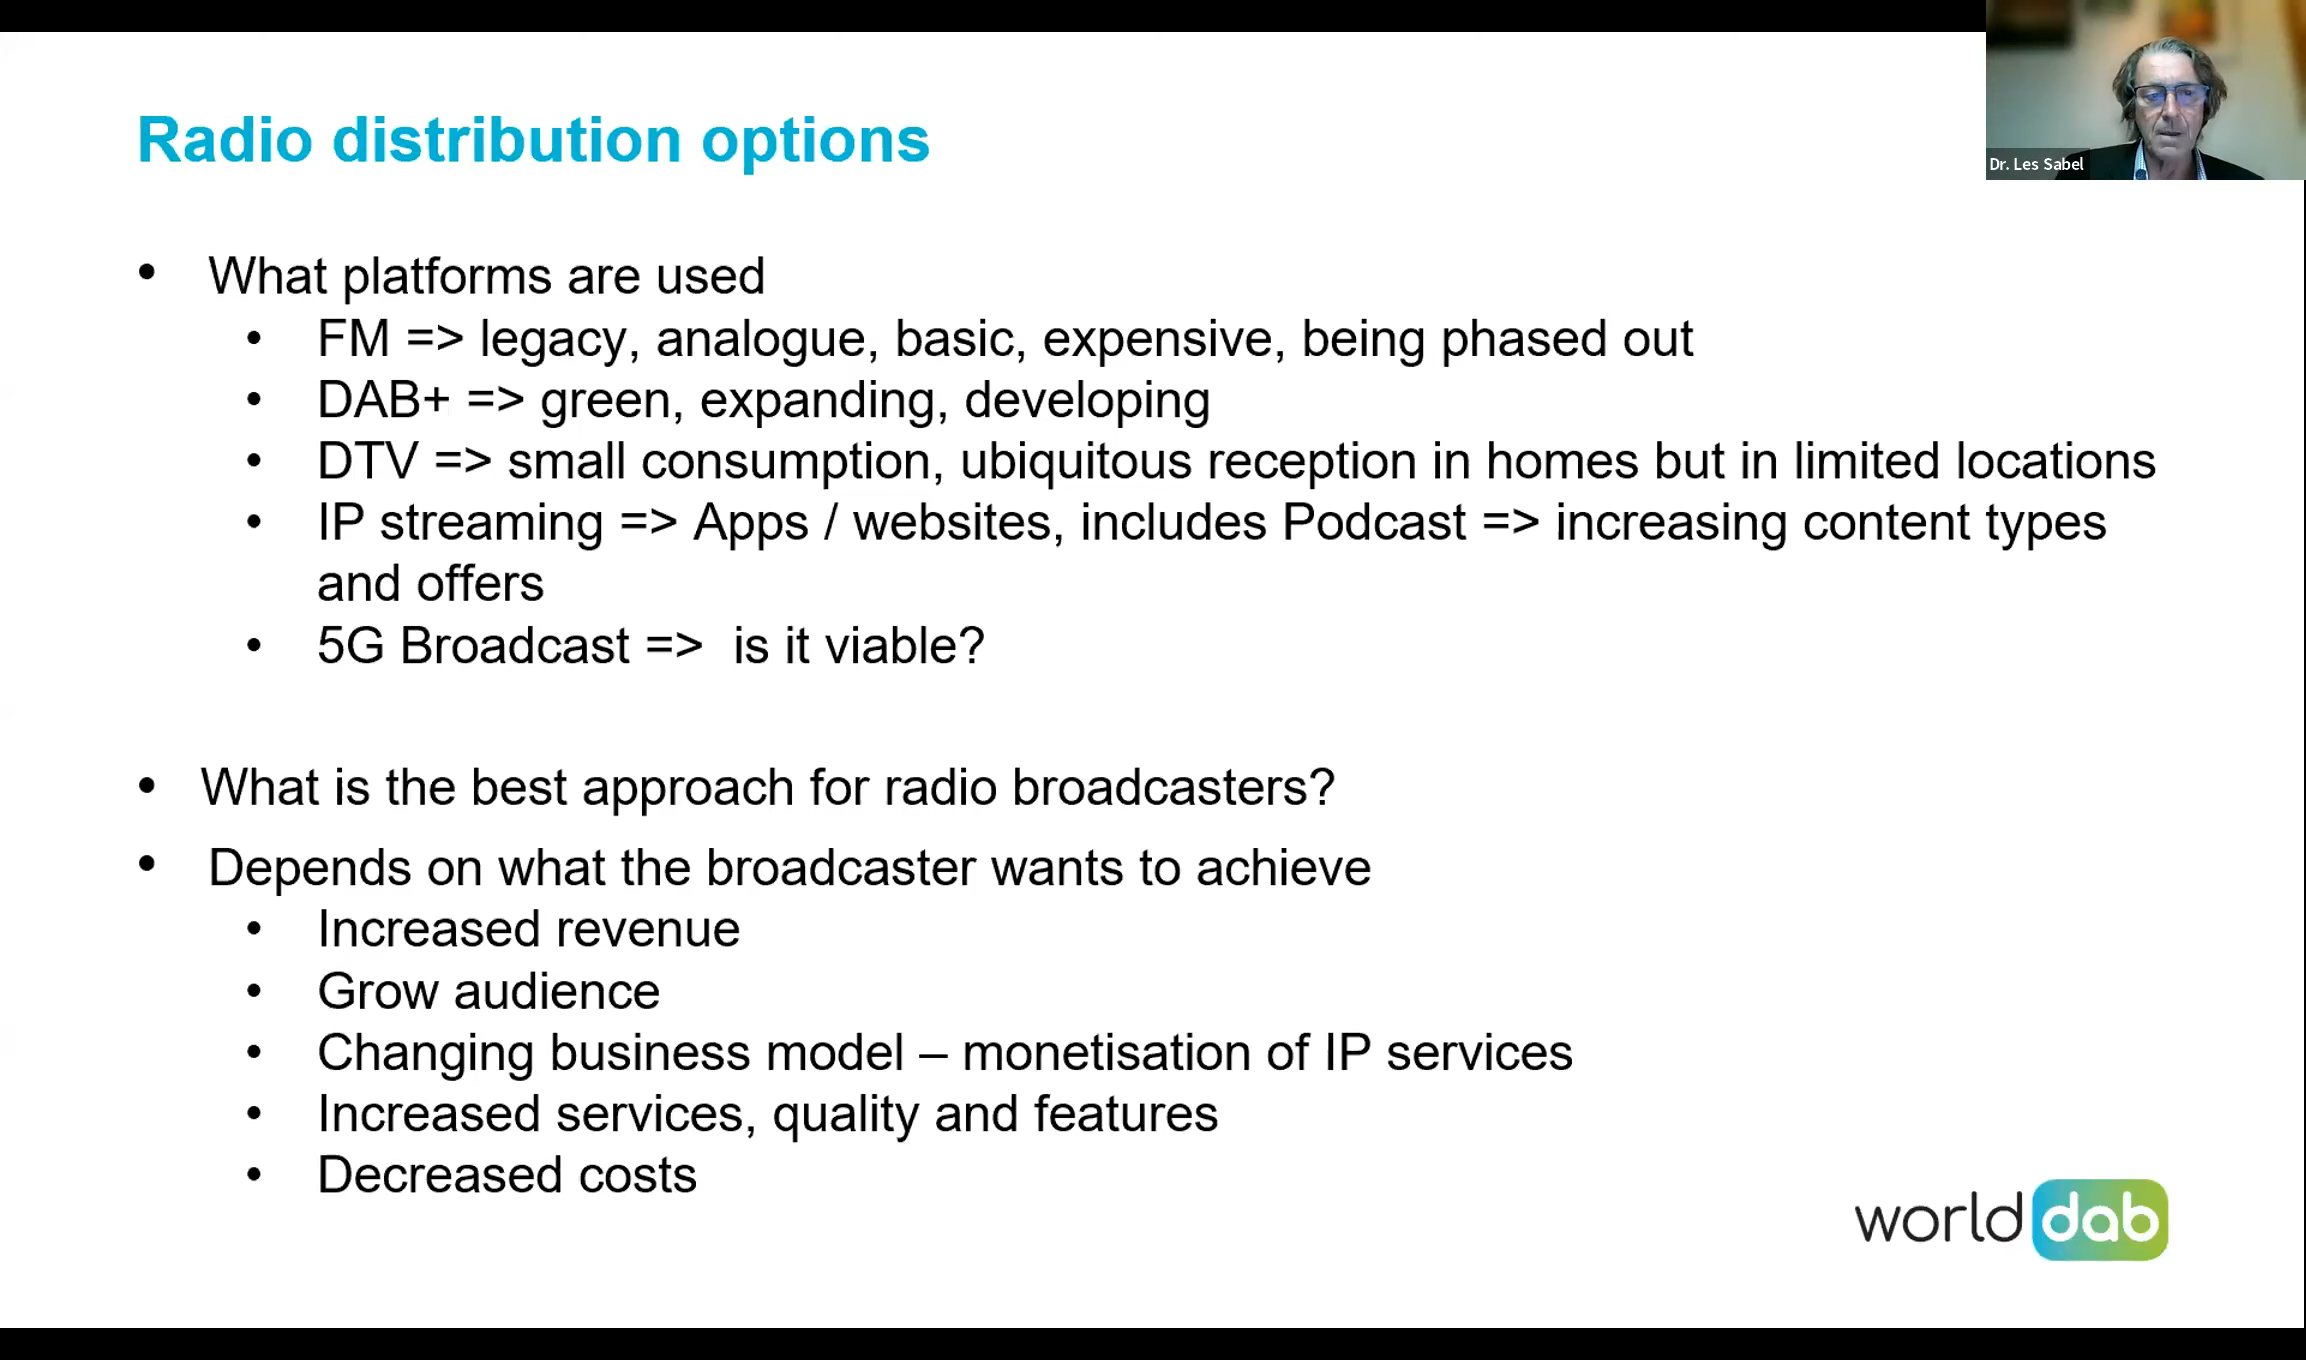 Dr. Les Sabel
Radio distribution options
• What platforms are used
• FM => legacy, analogue, basic, expensive, being phased out
• DAB+ => green, expanding, developing
• DTV => small consumption, ubiquitous reception in homes but in limited locations
• IP streaming => Apps / websites, includes Podcast => increasing content types
and offers
• 5G Broadcast =>  is it viable?
• What is the best approach for radio broadcasters?
• Depends on what the broadcaster wants to achieve
• Increased revenue
• Grow audience
• Changing business model – monetisation of IP services
• Increased services, quality and features
• Decreased costs
world dab